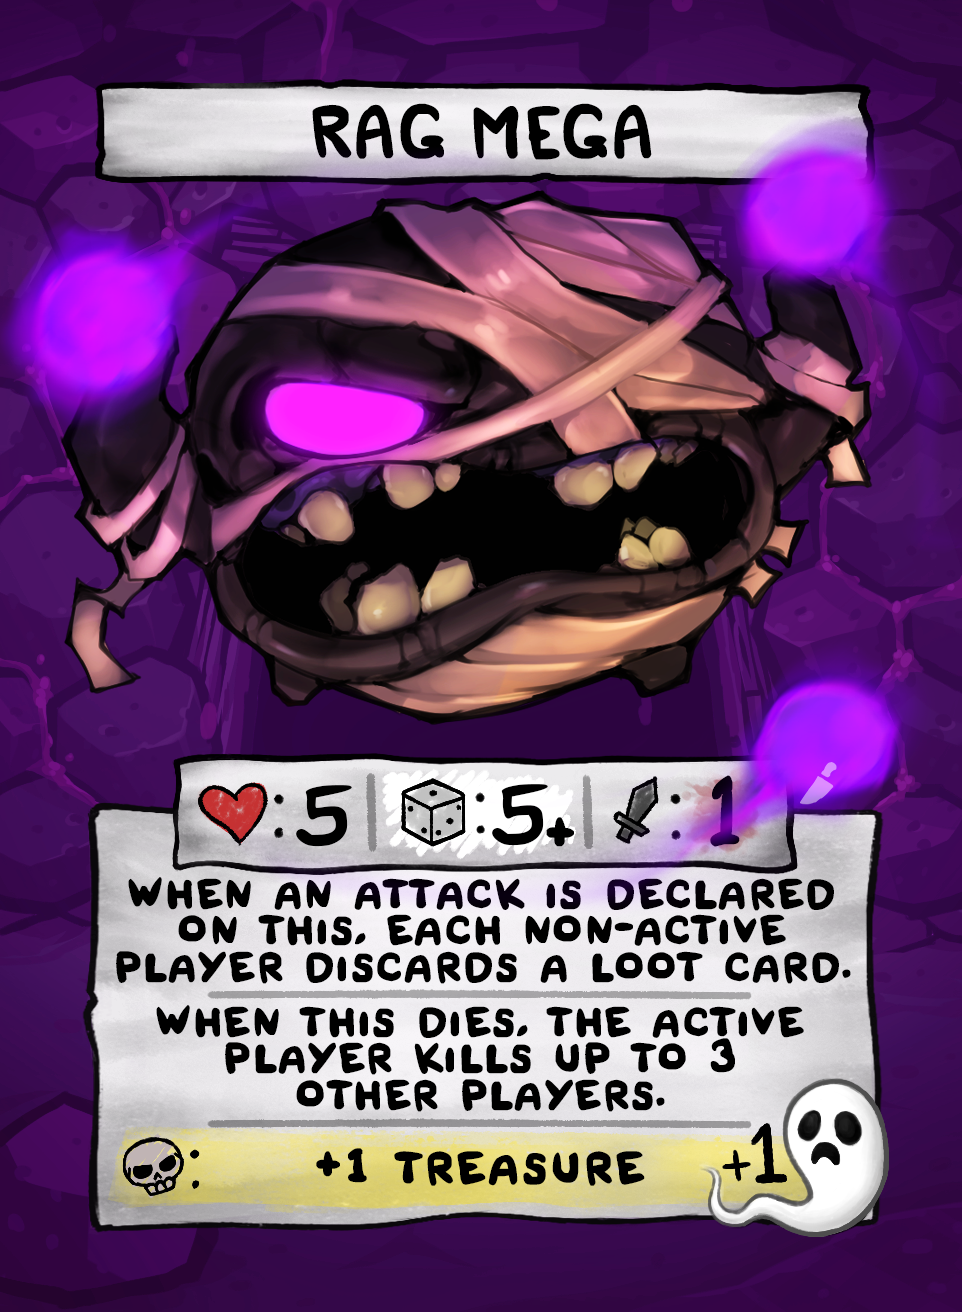 RAG MEGA
: 5 : 5+ : 1
WHEN AN ATTACK IS DECLARED
ON THIS, EACH NON-ACTIVE
PLAYER DISCARDS A LOOT CARD.
WHEN THIS DIES, THE ACTIVE
PLAYER KILLS UP TO 3
OTHER PLAYERS.
: +1 TREASURE +1